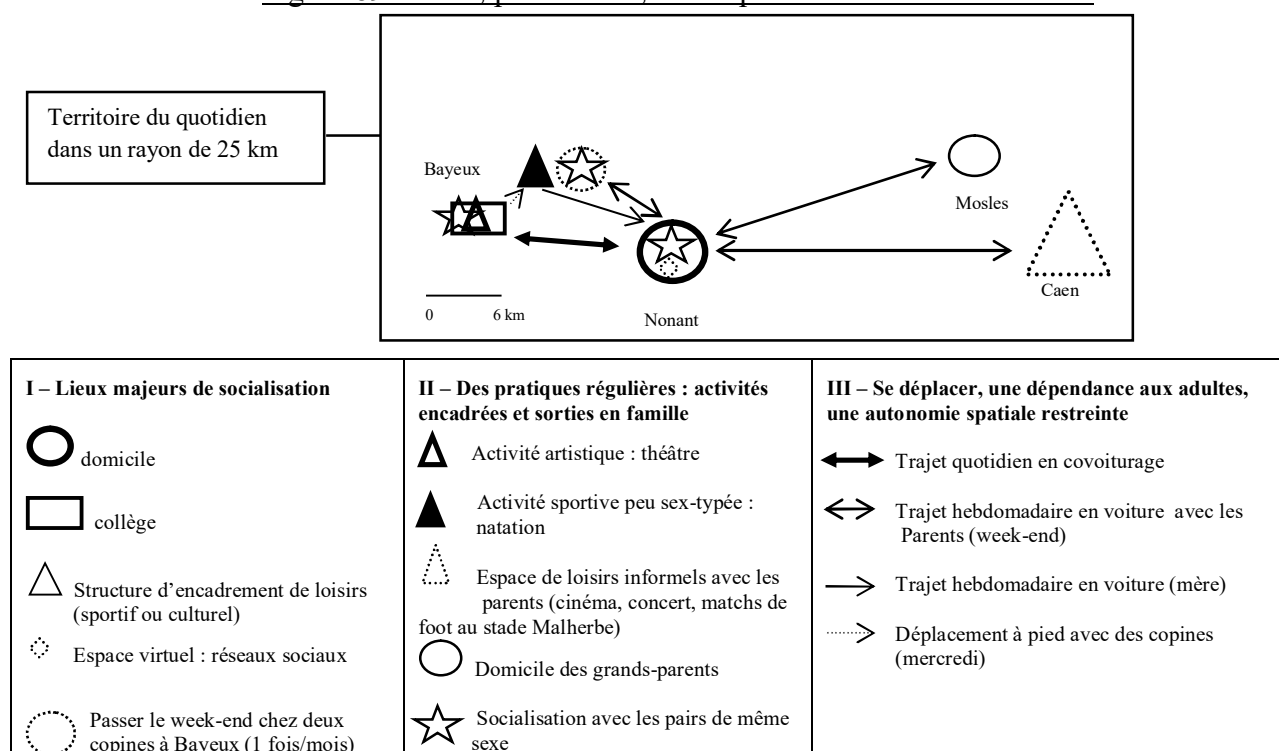 Territoire du quotidien
dans un rayon de 25 km
Bayeux
Mosles
Caen
0 6 km
Nonant
I – Lieux majeurs de socialisation
domicile
collège
Structure d’encadrement de loisirs
(sportif ou culturel)
Espace virtuel : réseaux sociaux
Passer le week-end chez deux
copines à Bayeux (1 fois/mois)
II – Des pratiques régulières : activités
encadrées et sorties en famille
Activité artistique : théâtre
Activité sportive peu sex-typée :
natation
Espace de loisirs informels avec les
parents (cinéma, concert, matchs de
foot au stade Malherbe)
Domicile des grands-parents
Socialisation avec les pairs de même
sexe
III – Se déplacer, une dépendance aux adultes,
une autonomie spatiale restreinte
Trajet quotidien en covoiturage
Trajet hebdomadaire en voiture avec les
Parents (week-end)
Trajet hebdomadaire en voiture (mère)
Déplacement à pied avec des copines
(mercredi)